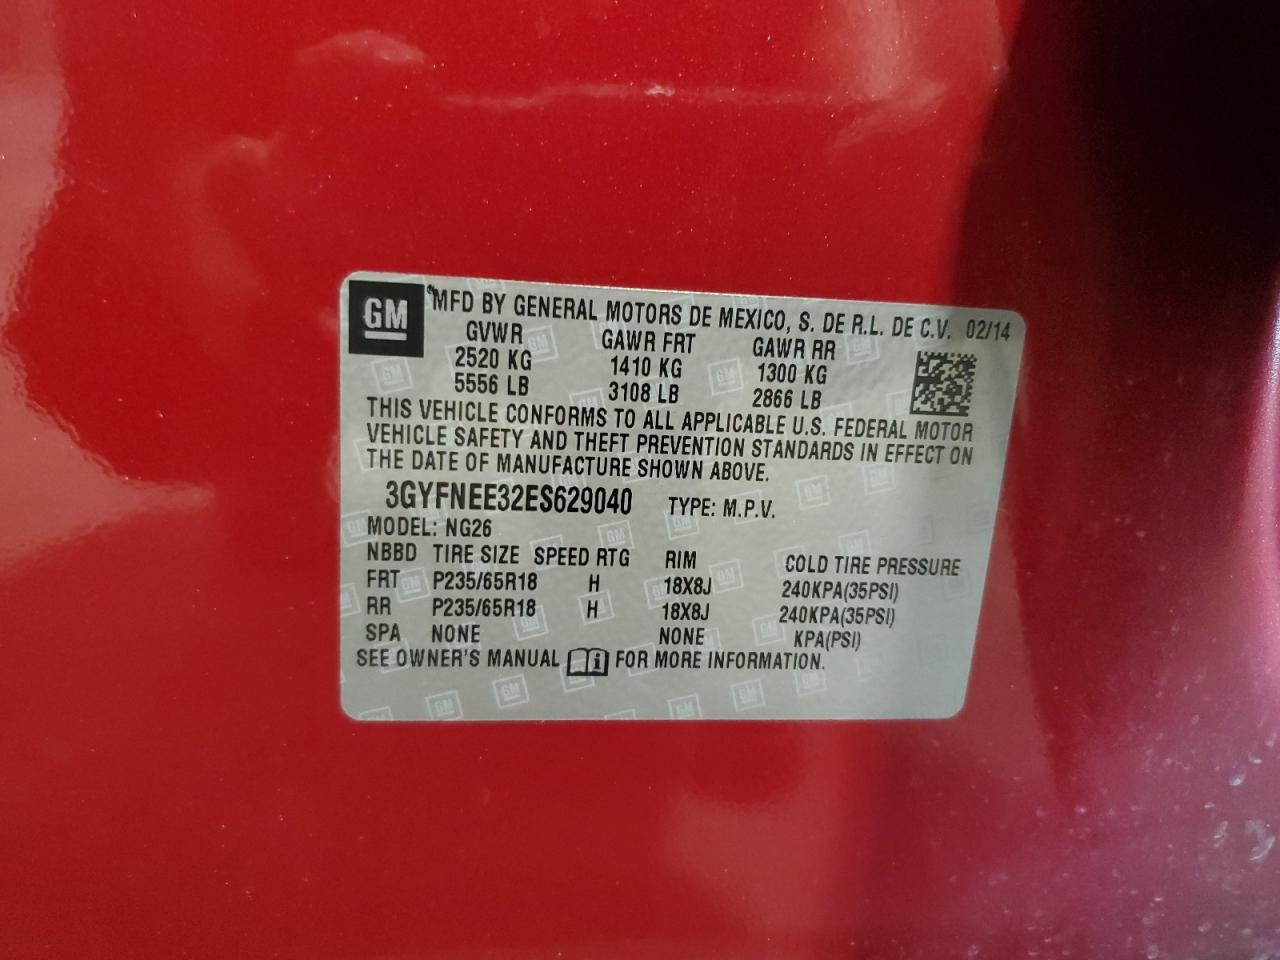 GM ® MFD BY GENERAL MOTORS DE MEXICO, S. DE R.L. DE C.V. 02/14
GVWR GAWR FRT GAWR RR
2520 KG 1410 KG 1300 KG
5556 LB 3108 LB 2866 LB
THIS VEHICLE CONFORMS TO ALL APPLICABLE U.S. FEDERAL MOTOR
VEHICLE SAFETY AND THEFT PREVENTION STANDARDS IN EFFECT ON
THE DATE OF MANUFACTURE SHOWN ABOVE.
3GYFNEE32ES629040 TYPE: M.P.V.
MODEL: NG26
NBBD TIRE SIZE SPEED RTG RIM COLD TIRE PRESSURE
FRT P235/65R18 H 18X8J 240KPA(35PSI)
RR P235/65R18 H 18X8J 240KPA(35PSI)
SPA NONE NONE KPA(PSI)
SEE OWNER'S MANUAL FOR MORE INFORMATION.